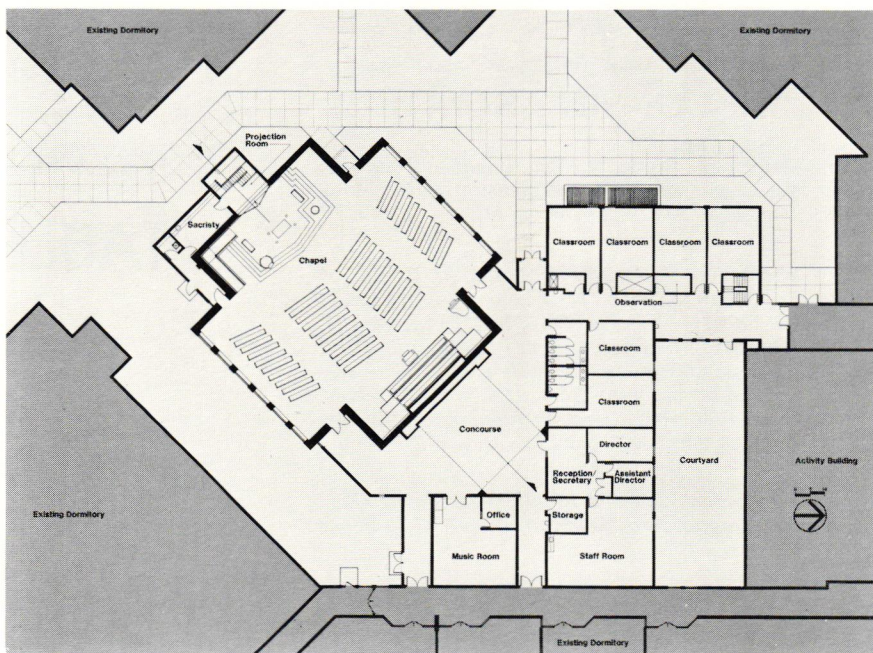 Existing Dormitory
Existing Dormitory
Projection
Room
Sacristy
Chapel
Classroom
Classroom
Classroom
Classroom
Observation
Classroom
Classroom
Concourse
Director
Reception/
Secretary
Assistant
Director
Courtyard
Activity Building
Existing Dormitory
Office
Storage
Music Room
Staff Room
Existing Dormitory